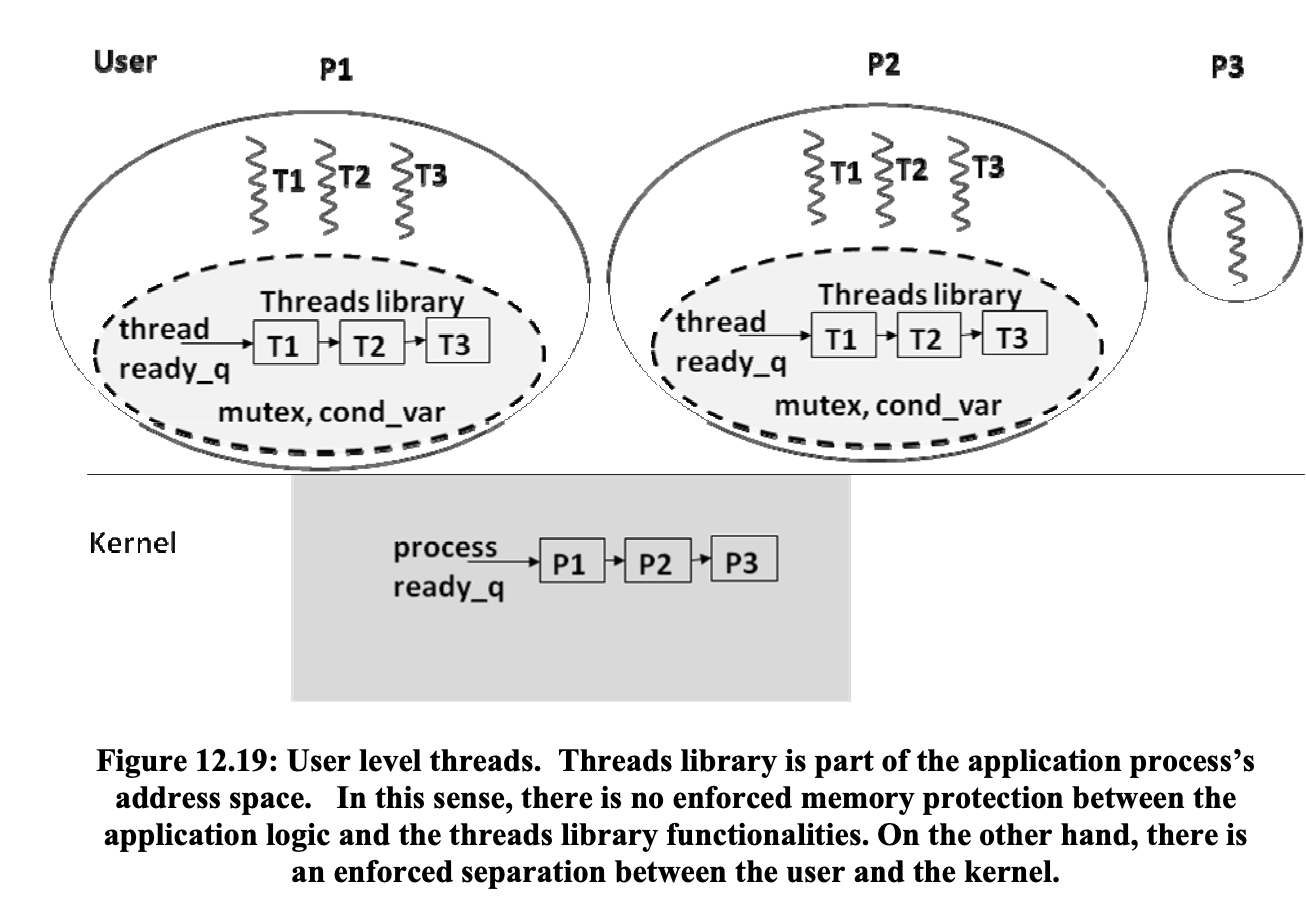 User
P1
P2
P3
T1 T2 T3
T1 T2 T3
Threads library
thread
ready_q
T1 T2 T3
mutex, cond_var
Threads library
thread
ready_q
T1 T2 T3
mutex, cond_var
Kernel
process
ready_q
P1 P2 P3
Figure 12.19: User level threads.  Threads library is part of the application process’s
address space.   In this sense, there is no enforced memory protection between the
application logic and the threads library functionalities. On the other hand, there is
an enforced separation between the user and the kernel.